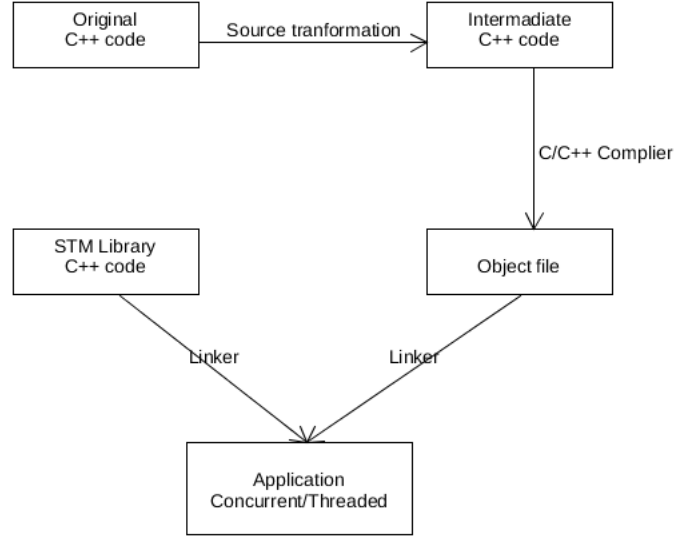 Original
C++ code
Source tranformation
Intermadiate
C++ code
C/C++ Complier
STM Library
C++ code
Object file
Linker
Linker
Application
Concurrent/Threaded